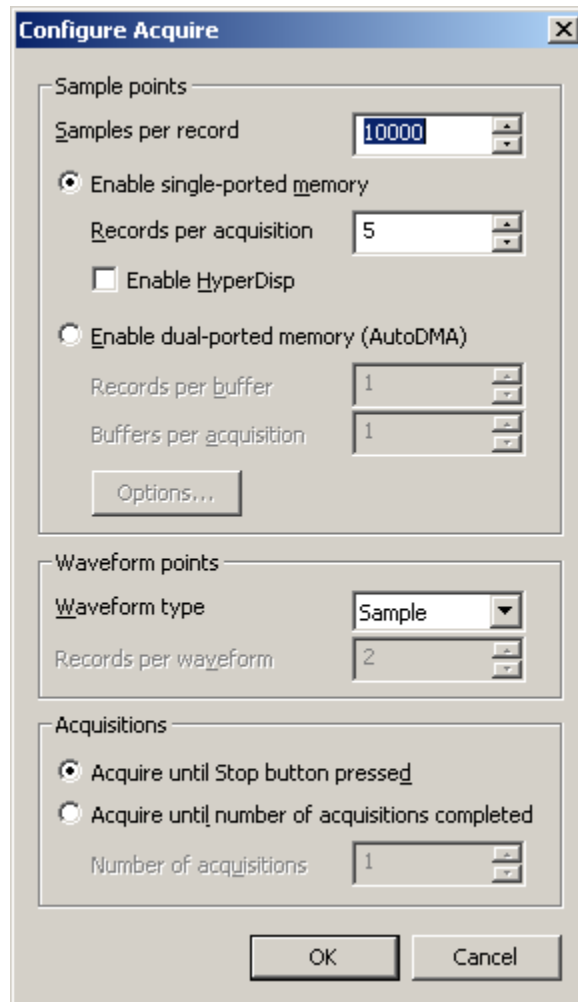 Configure Acquire
Sample points
Samples per record 10000
Enable single-ported memory
Records per acquisition 5
Enable HyperDisp
Enable dual-ported memory (AutoDMA)
Records per buffer 1
Buffers per acquisition 1
Options...
Waveform points
Waveform type Sample
Records per waveform 2
Acquisitions
Acquire until Stop button pressed
Acquire until number of acquisitions completed
Number of acquisitions 1
OK Cancel